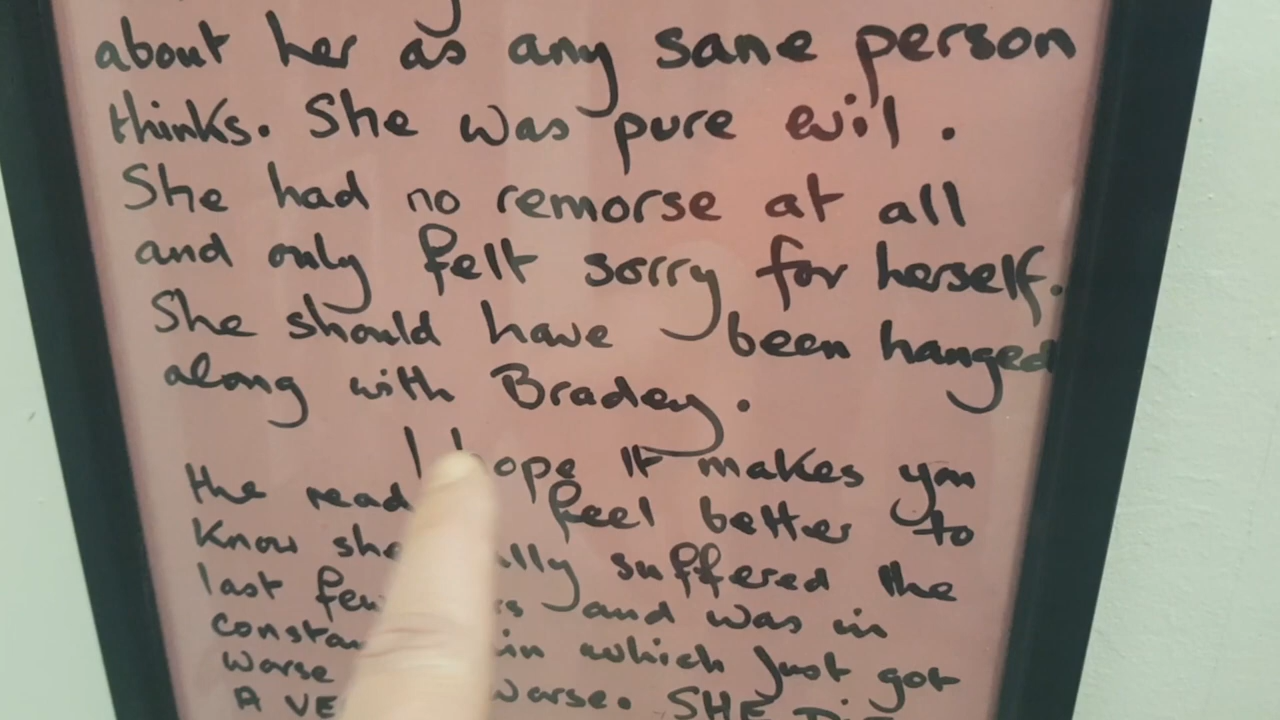 about her as any sane person
thinks. She was pure evil.
She had no remorse at all
and only felt sorry for herself.
She should have been hanged
along with Bradey.
I hope it makes you
the read feel better to
Know she lly suffered the
last few and was in
constan in which Just got
worse worse. SHE
A VE